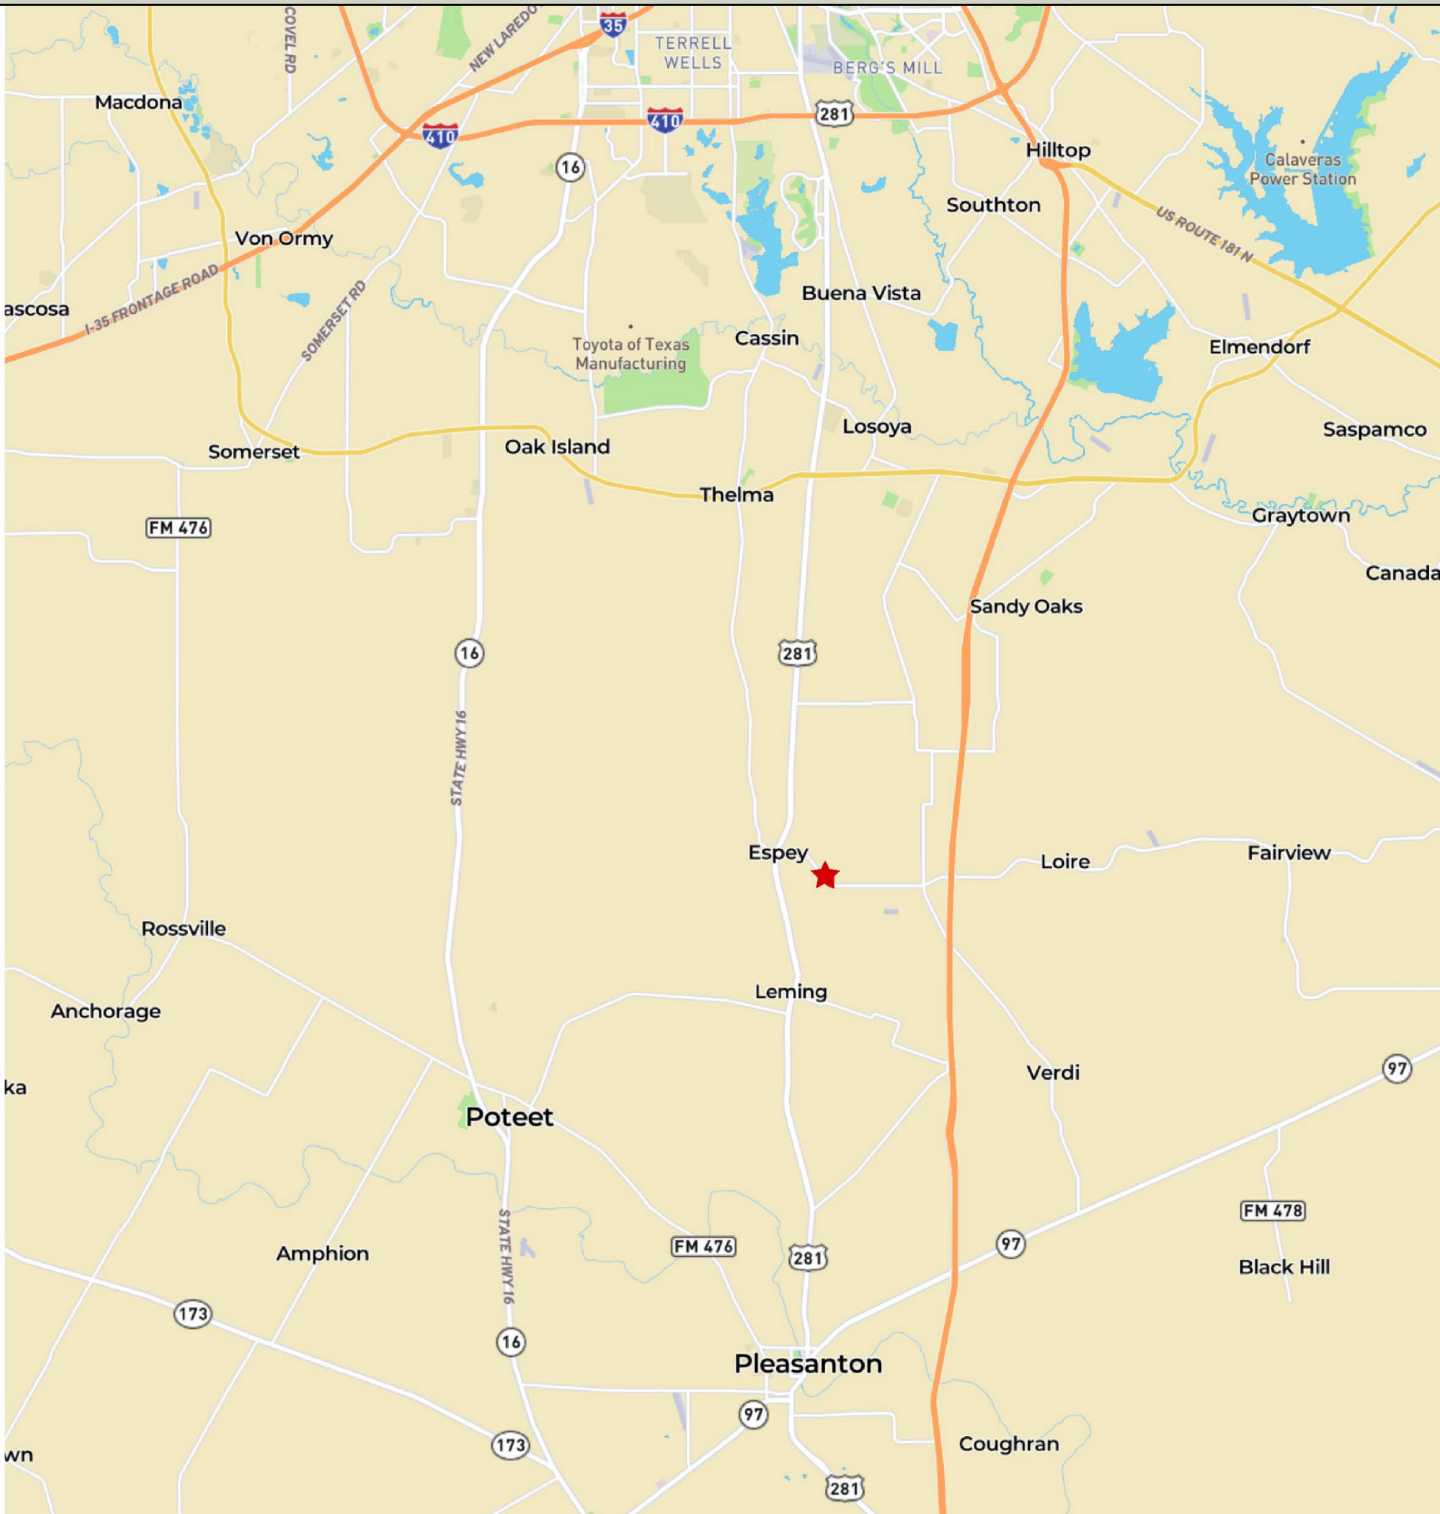 COVEL RD
NEW LAREDO
35
TERRELL
WELLS
BERG'S MILL
Macdona
410
410
281
16
Hilltop
Calaveras
Power Station
Southton
US ROUTE 181 N
Von Ormy
I-35 FRONTAGE ROAD
SOMERSET RD
ascosa
Buena Vista
Cassin
Toyota of Texas
Manufacturing
Elmendorf
Losoya
Saspamco
Somerset
Oak Island
Thelma
FM 476
Graytown
Canada
Sandy Oaks
16
281
STATE HWY 16
Espey
Loire
Fairview
Rossville
Leming
Anchorage
Verdi
97
ka
Poteet
FM 478
STATE HWY 16
FM 476
97
281
Amphion
Black Hill
173
16
Pleasanton
97
173
Coughran
wn
281